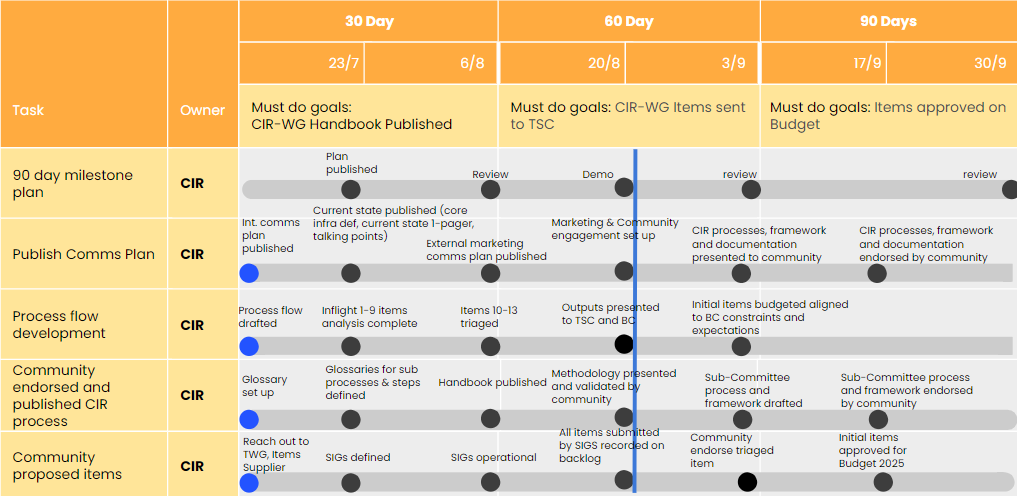 30 Day
60 Day
90 Days
23/7
6/8
20/8
3/9
17/9
30/9
Task
Owner
Must do goals:
CIR-WG Handbook Published
Must do goals: CIR-WG Items sent
to TSC
Must do goals: Items approved on
Budget
90 day milestone
plan
CIR
Plan
published
Review
Demo
review
review
Publish Comms Plan
CIR
Int. comms
plan
published
Current state published (core
infra def, current state 1-pager,
talking points)
External marketing
comms plan published
Marketing & Community
engagement set up
CIR processes, framework
and documentation
presented to community
CIR processes, framework
and documentation
endorsed by community
Process flow
development
CIR
Process flow
drafted
Inflight 1-9 items
analysis complete
Items 10-13
triaged
Outputs presented
to TSC and BC
Initial items budgeted aligned
to BC constraints and
expectations
Community
endorsed and
published CIR
process
CIR
Glossary
set up
Glossaries for sub
processes & steps
defined
Handbook published
Methodology presented
and validated by
community
Sub-Committee
process and
framework drafted
Sub-Committee process
and framework endorsed
by community
Community
proposed items
CIR
Reach out to
TWG, Items
Supplier
SIGs defined
SIGs operational
All items submitted
by SIGS recorded on
backlog
Community
endorse triaged
item
Initial items
approved for
Budget 2025